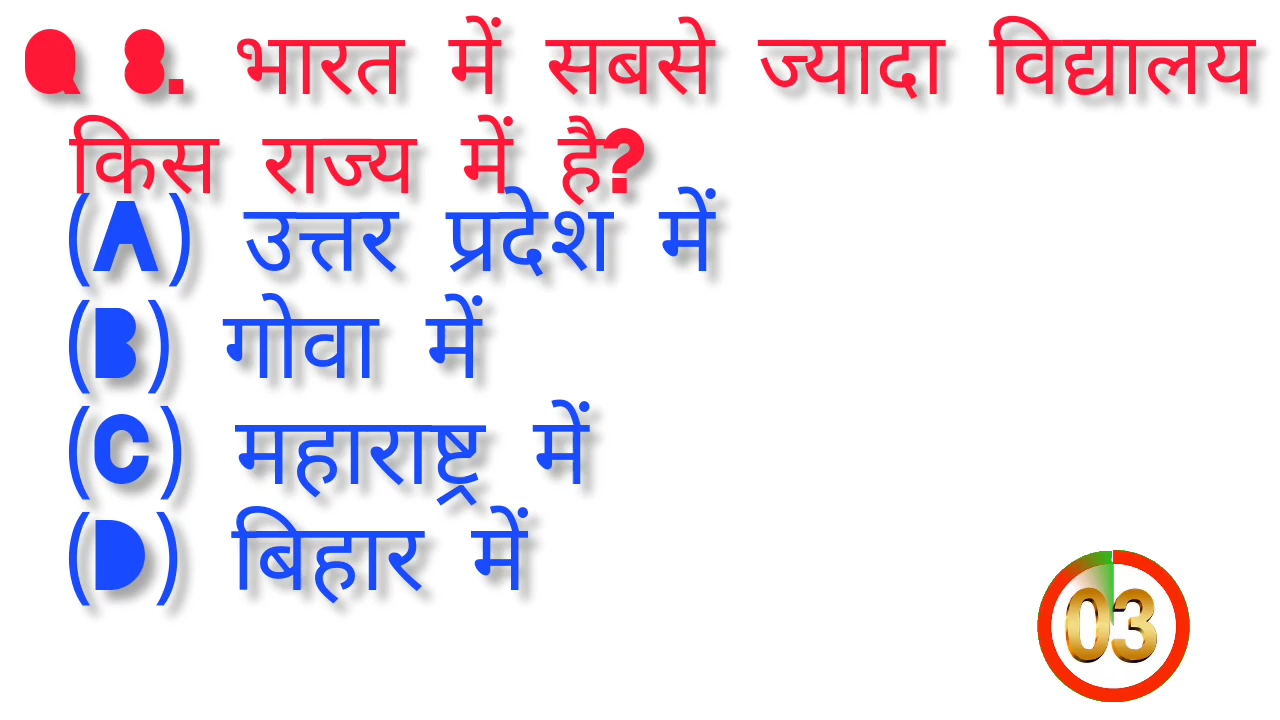 Q 8. भारत में सबसे ज्यादा विद्यालय
किस राज्य में है?
(A) उत्तर प्रदेश में
(B) गोवा में
(C) महाराष्ट्र में
(D) बिहार में
03